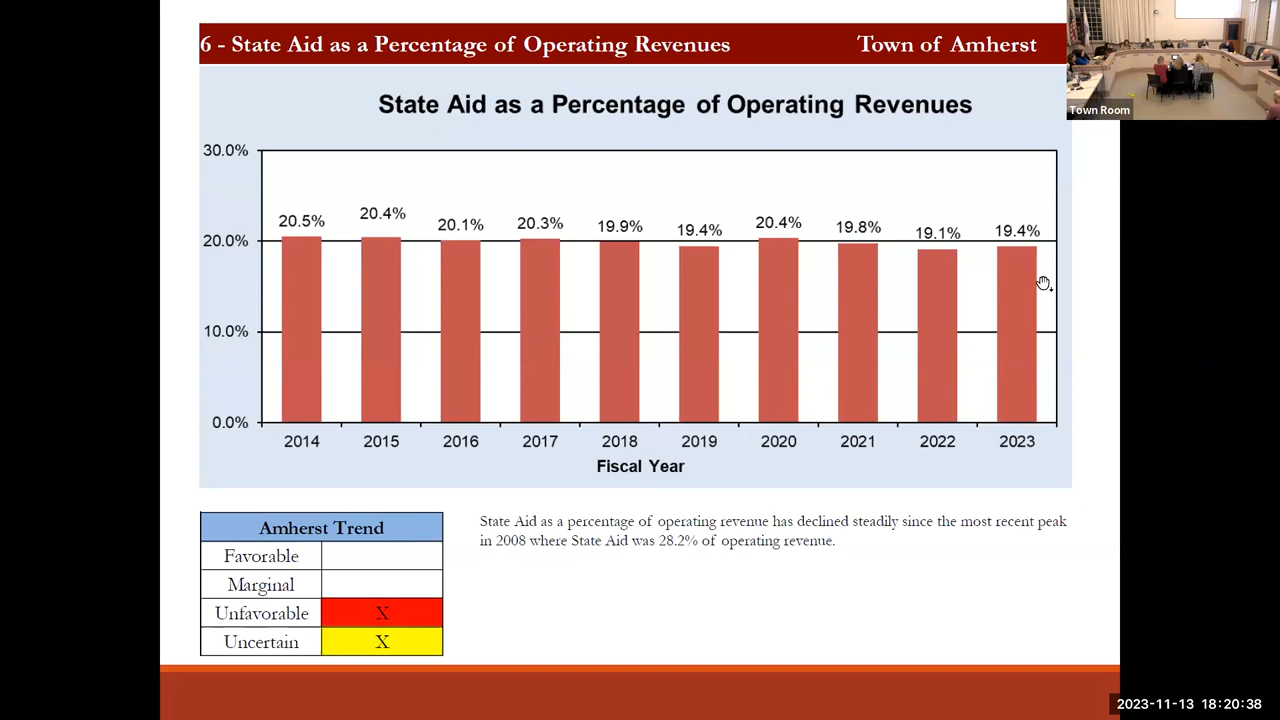 6 - State Aid as a Percentage of Operating Revenues Town of Amherst
Town Room
State Aid as a Percentage of Operating Revenues
30.0%
20.0%
10.0%
0.0%
20.5% 20.4% 20.1% 20.3% 19.9% 19.4% 20.4% 19.8% 19.1% 19.4%
2014 2015 2016 2017 2018 2019 2020 2021 2022 2023
Fiscal Year
Amherst Trend
Favorable
Marginal
Unfavorable X
Uncertain X
State Aid as a percentage of operating revenue has declined steadily since the most recent peak
in 2008 where State Aid was 28.2% of operating revenue.
2023-11-13 18:20:38